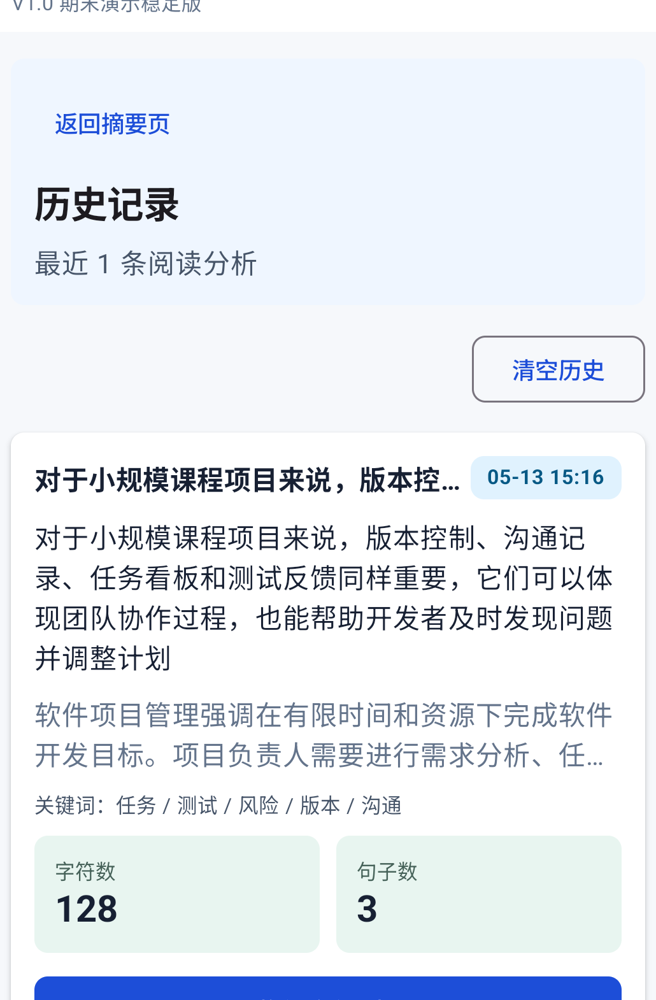 V1.0 期末演示稳定版
返回摘要页
历史记录
最近 1 条阅读分析
清空历史
对于小规模课程项目来说，版本控...
05-13 15:16
对于小规模课程项目来说，版本控制、沟通记
录、任务看板和测试反馈同样重要，它们可以体
现团队协作过程，也能帮助开发者及时发现问题
并调整计划
软件项目管理强调在有限时间和资源下完成软件
开发目标。项目负责人需要进行需求分析、任...
关键词：任务 / 测试 / 风险 / 版本 / 沟通
字符数
128
句子数
3